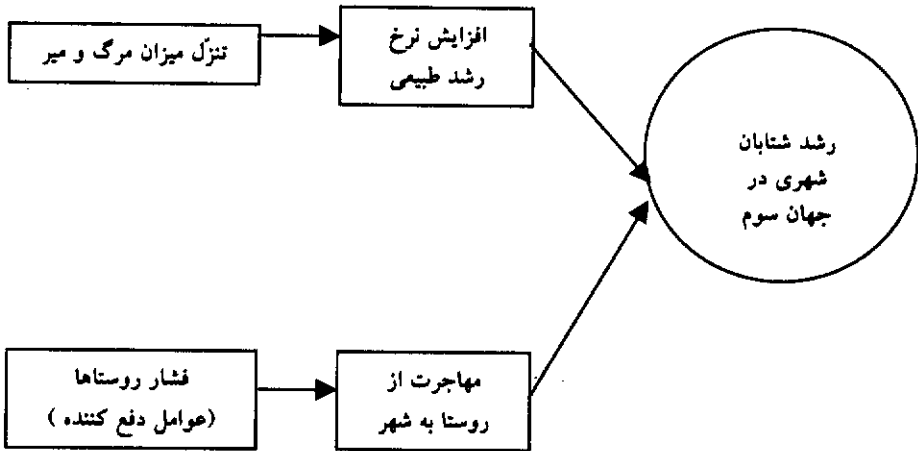 تنزّل میزان مرگ و میر
افزایش نرخ
رشد طبیعی
رشد شتابان
شهری در
جهان سوم
فشار روستاها
(عوامل دفع کننده )
مهاجرت از
روستا به شهر